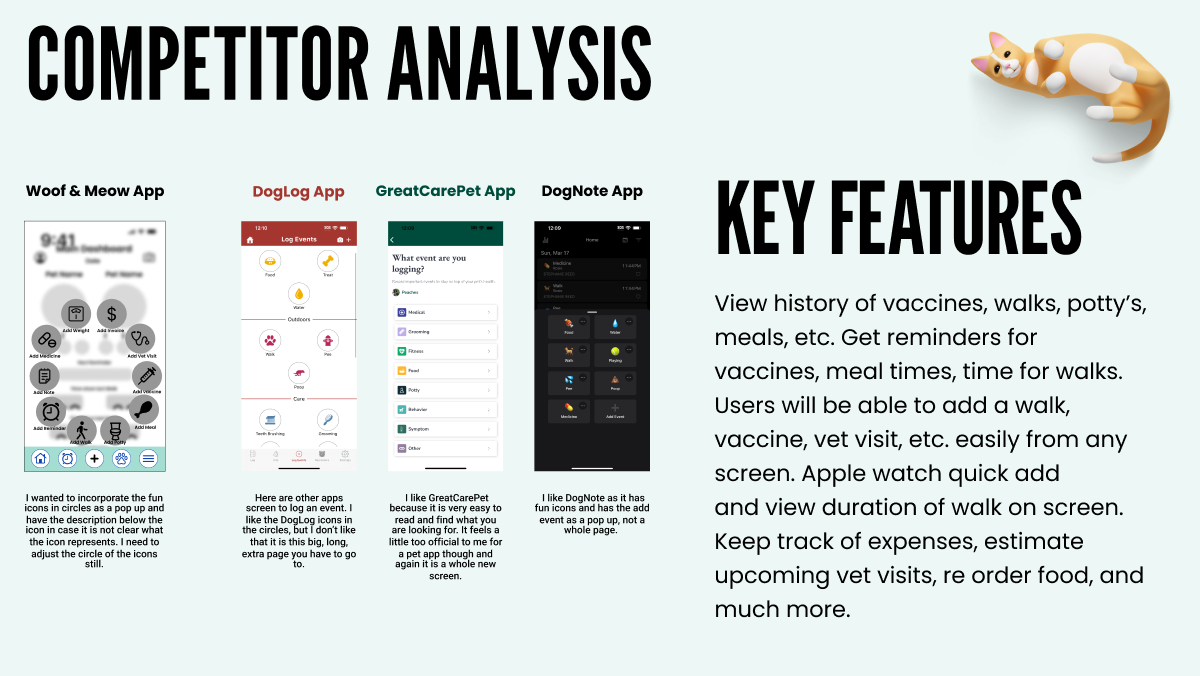 COMPETITOR ANALYSIS
Woof & Meow App
9:41
Main Dashboard
Date
Pet Name
Pet Name
Add Weight
Add Invoice
Add Medicine
Add Vet Visit
Add Note
Add Vaccine
Add Reminder
Add Meal
Add Walk
Add Potty
I wanted to incorporate the fun
icons in circles as a pop up and
have the description below the
icon in case it is not clear what
the icon represents. I need to
adjust the circle of the icons
still.
DogLog App
12:10
Log Events
Food
Treat
Water
Outdoors
Walk
Pee
Poop
Care
Teeth Brushing
Grooming
Here are other apps
screen to log an event. I
like the DogLog icons in
the circles, but I don’t like
that it is this big, long,
extra page you have to go
to.
GreatCarePet App
What event are you
logging?
Peaches
Medical
Grooming
Fitness
Food
Potty
Behavior
Symptom
Other
I like GreatCarePet
because it is very easy to
read and find what you
are looking for. It feels a
little too official to me for
a pet app though and
again it is a whole new
screen.
DogNote App
12:09
Home
Sun, Mar 17
Medicine
11:44PM
Walk
11:44PM
Food
Water
Walk
Playing
Pee
Poop
Medicine
Add Event
I like DogNote as it has
fun icons and has the add
event as a pop up, not a
whole page.
KEY FEATURES
View history of vaccines, walks, potty’s,
meals, etc. Get reminders for
vaccines, meal times, time for walks.
Users will be able to add a walk,
vaccine, vet visit, etc. easily from any
screen. Apple watch quick add
and view duration of walk on screen.
Keep track of expenses, estimate
upcoming vet visits, re order food, and
much more.